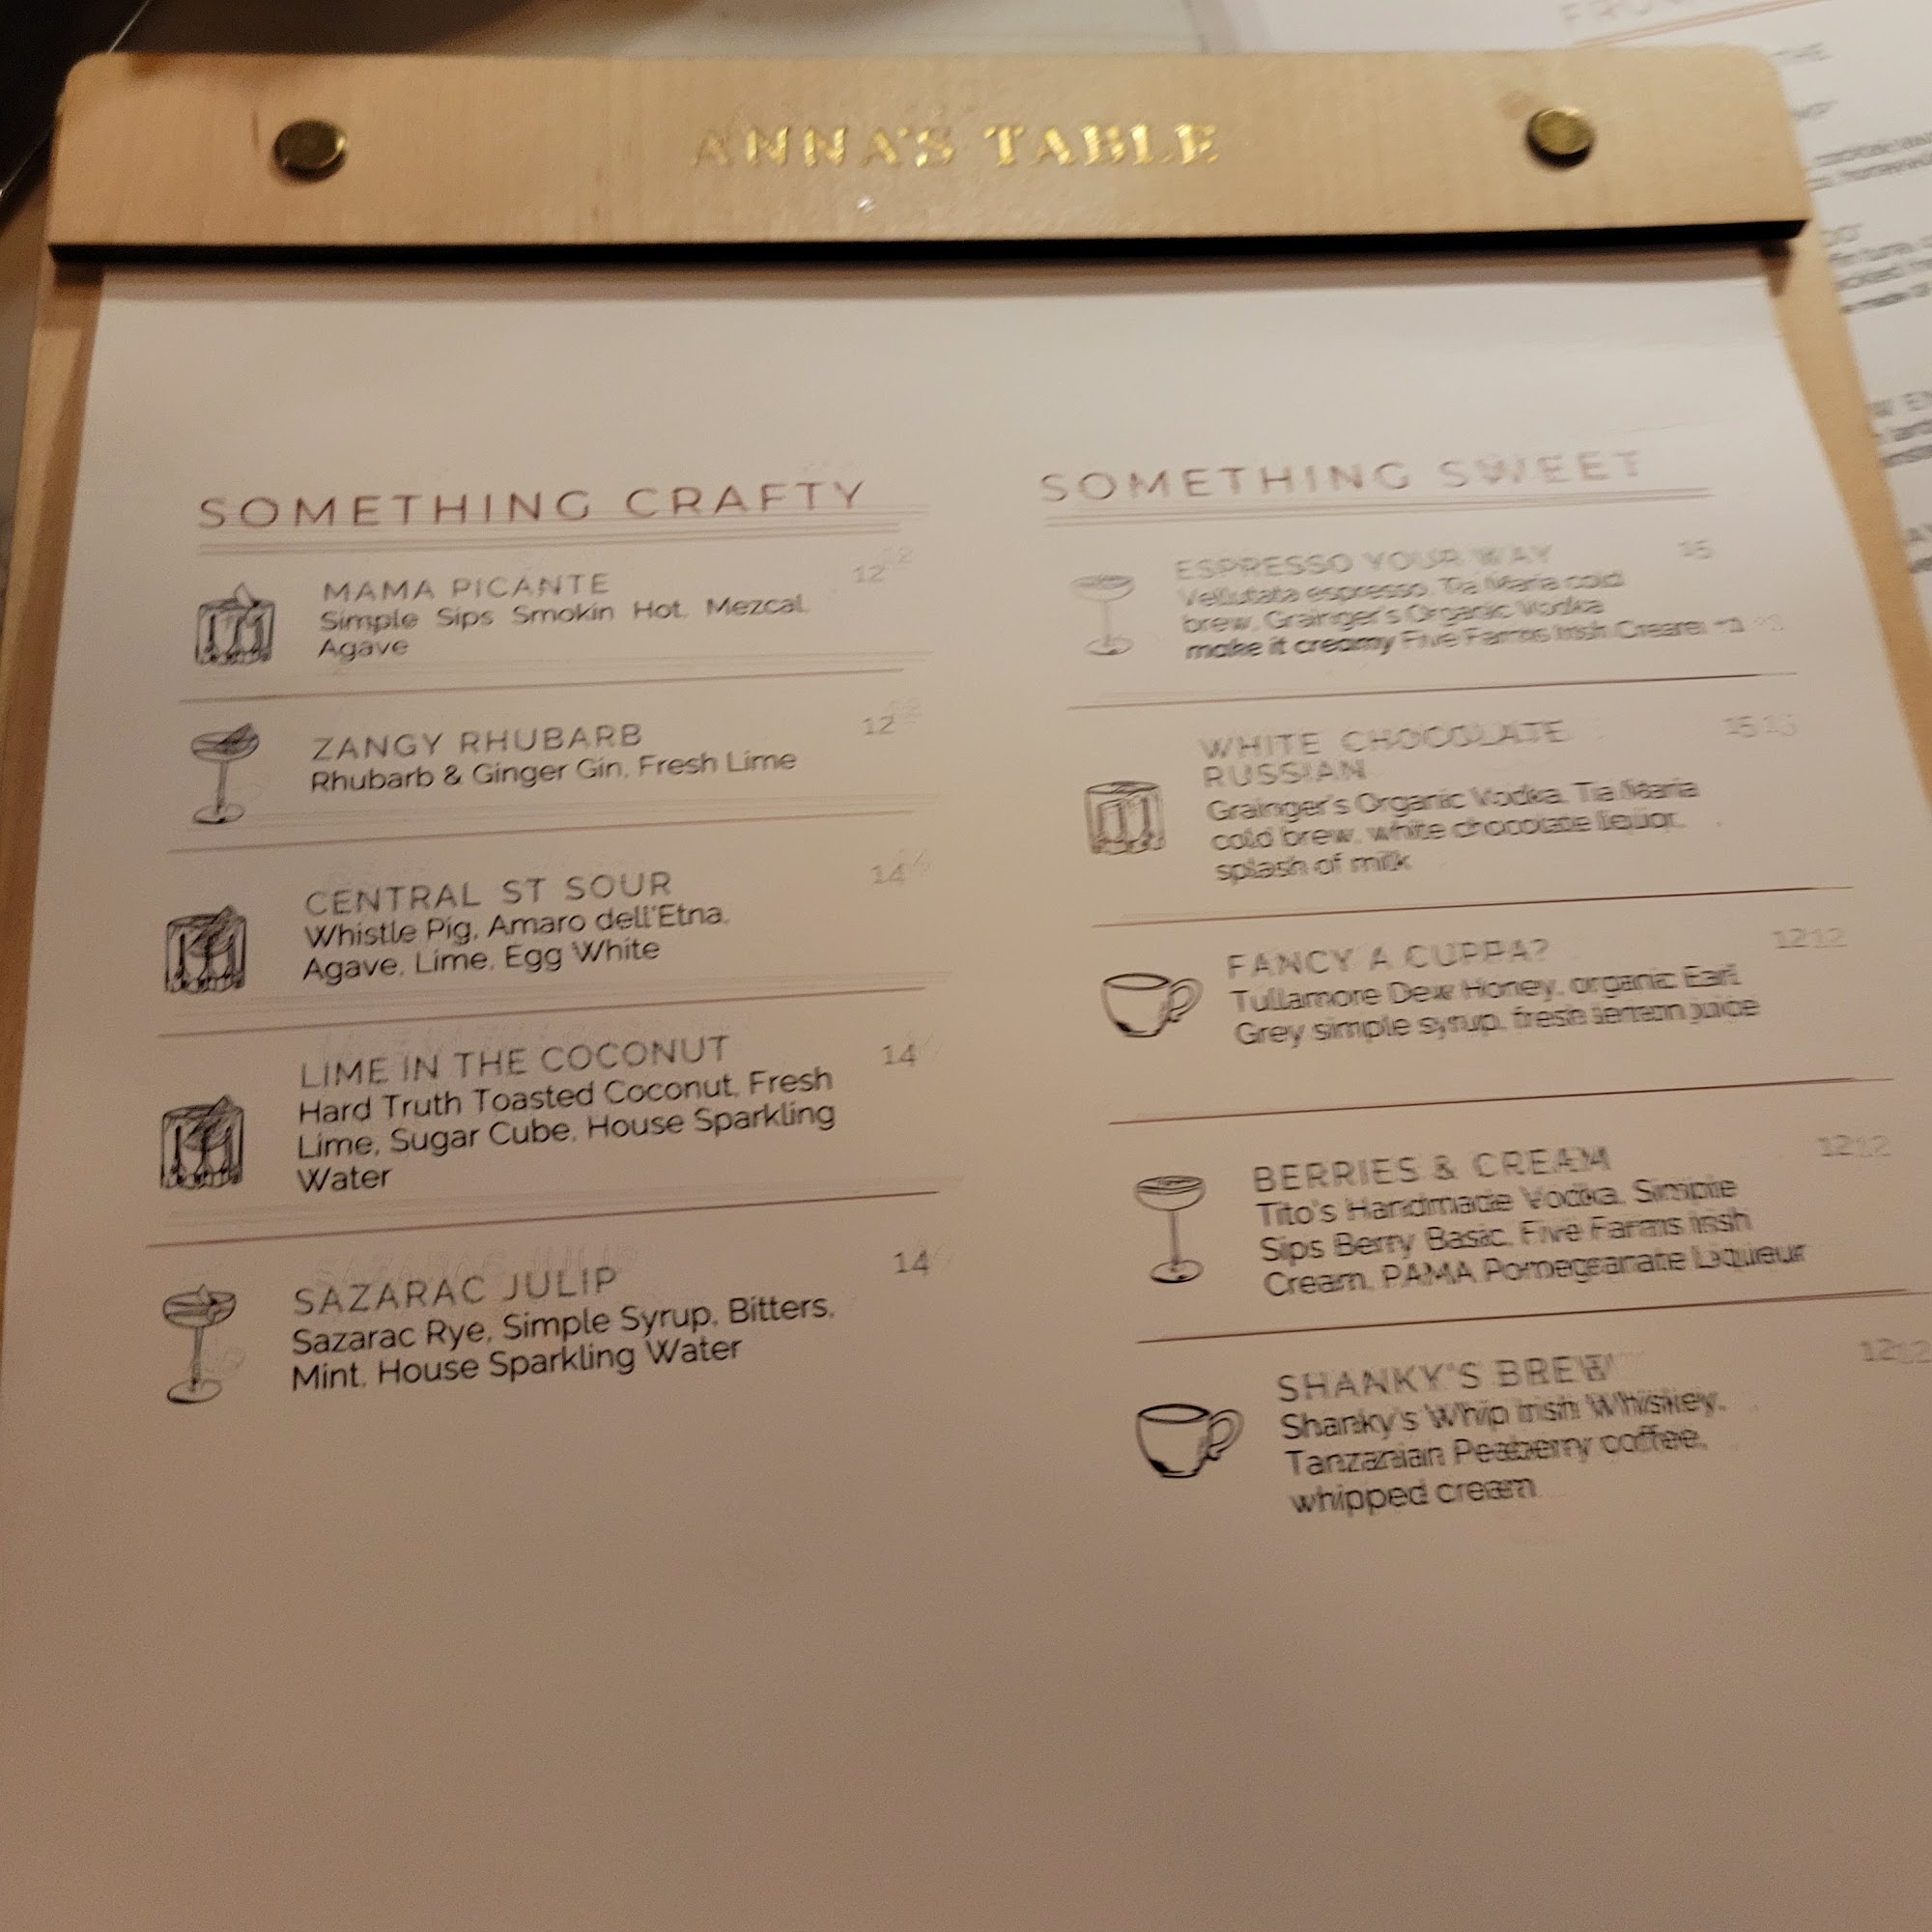 ANNA'S TABLE
SOMETHING CRAFTY
MAMA PICANTE 12
Simple Sips Smokin Hot, Mezcal,
Agave
ZANGY RHUBARB 12
Rhubarb & Ginger Gin, Fresh Lime
CENTRAL ST SOUR 14
Whistle Pig, Amaro dell'Etna,
Agave, Lime, Egg White
LIME IN THE COCONUT 14
Hard Truth Toasted Coconut, Fresh
Lime, Sugar Cube, House Sparkling
Water
SAZARAC JULIP 14
Sazarac Rye, Simple Syrup, Bitters,
Mint, House Sparkling Water
SOMETHING SWEET
ESPRESSO YOUR WAY 15
Vellutata espresso, Tia Maria cold
brew, Grainger's Organic Vodka
make it creamy Five Farms Irish Cream
WHITE CHOCOLATE 15
RUSSIAN
Grainger's Organic Vodka, Tia Maria
cold brew, white chocolate liquor,
splash of milk
FANCY A CUPPA? 12
Tullamore Dew Honey, organic Earl
Grey simple syrup, fresh lemon juice
BERRIES & CREAM 12
Tito's Handmade Vodka, Simple
Sips Berry Basic, Five Farms Irish
Cream, PAMA Pomegranate Liqueur
SHANKY'S BREW 12
Shanky's Whip Irish Whiskey,
Tanzanian Peaberry coffee,
whipped cream